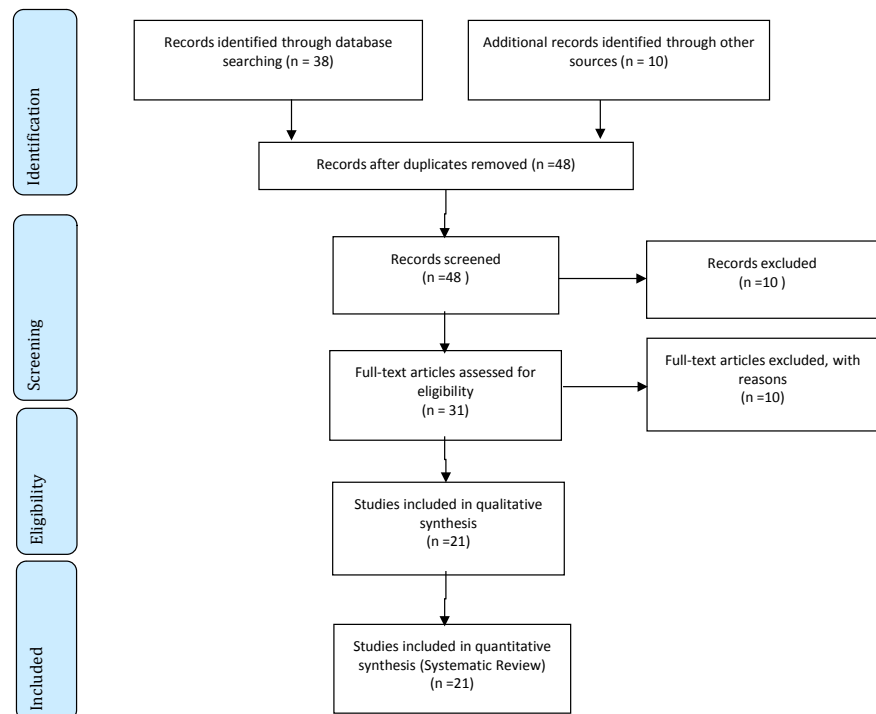 Identification
Records identified through database
searching (n = 38)
Additional records identified through other
sources (n = 10)
Records after duplicates removed (n =48)
Screening
Records screened
(n =48 )
Records excluded
(n =10 )
Full-text articles assessed for
eligibility
(n = 31)
Full-text articles excluded, with
reasons
(n =10)
Eligibility
Studies included in qualitative
synthesis
(n =21)
Included
Studies included in quantitative
synthesis (Systematic Review)
(n =21)